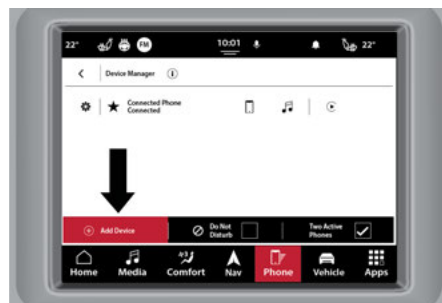 22° FM 10:01 22°
Device Manager
Connected Phone
Connected
Add Device
Do Not
Disturb
Two Active
Phones
Home Media Comfort Nav Phone Vehicle Apps